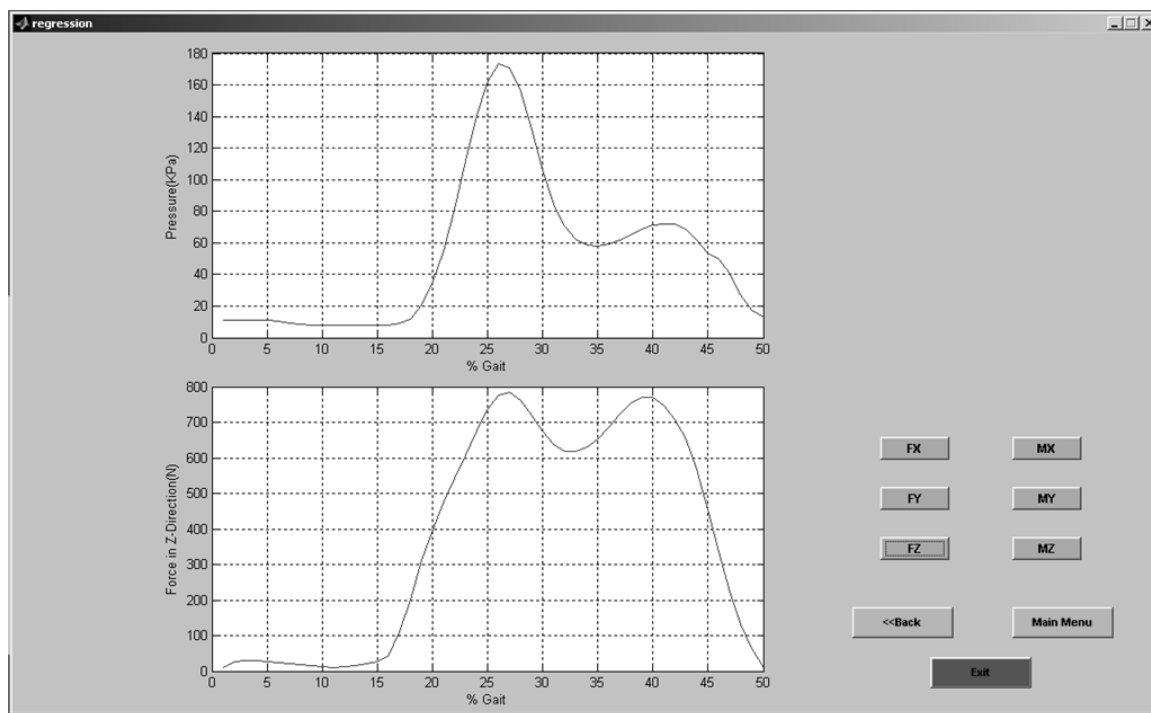 regression
180
160
140
120
100
80
60
40
20
0
Pressure(KPa)
0 5 10 15 20 25 30 35 40 45 50
% Gait
800
700
600
500
400
300
200
100
0
Force in Z-Direction(N)
0 5 10 15 20 25 30 35 40 45 50
% Gait
FX MX
FY MY
FZ MZ
<<Back Main Menu
Exit